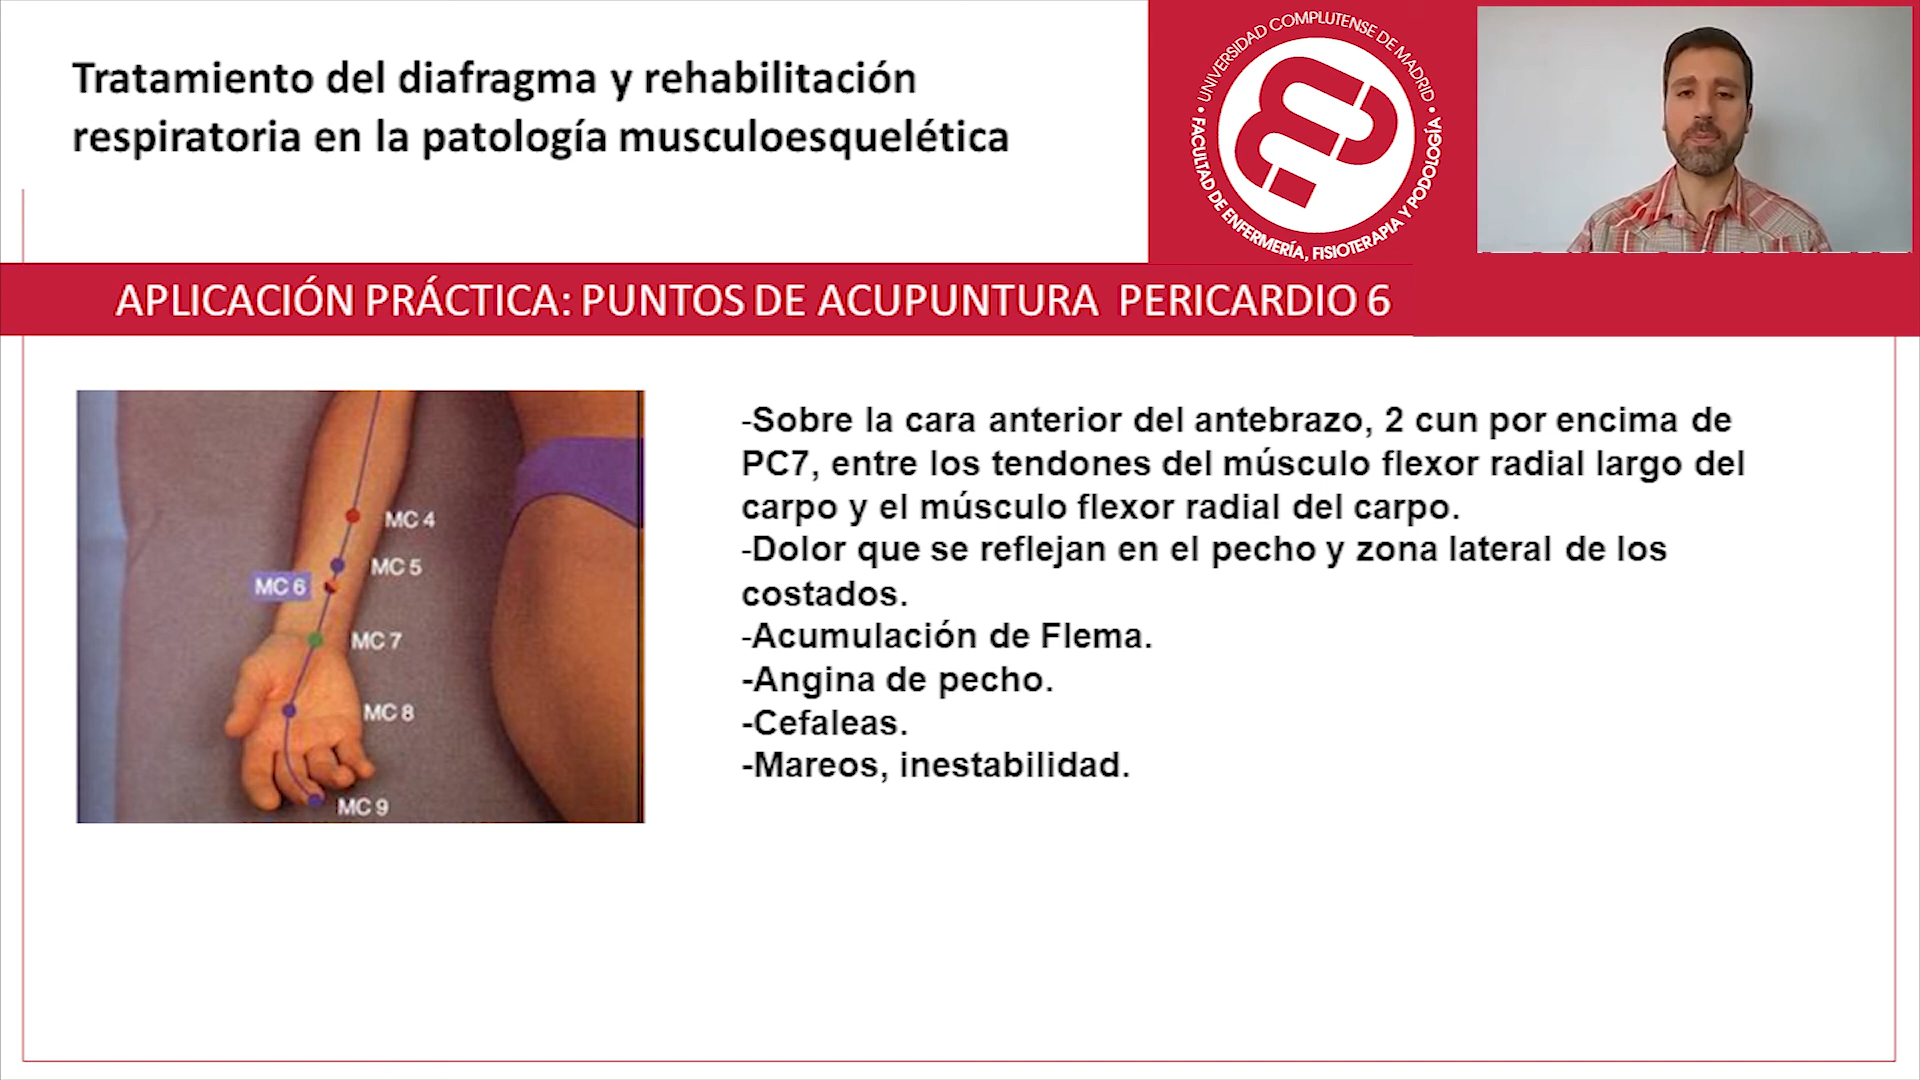 Tratamiento del diafragma y rehabilitación
respiratoria en la patología musculoesquelética
• UNIVERSIDAD COMPLUTENSE DE MADRID •
FACULTAD DE ENFERMERÍA, FISIOTERAPIA Y PODOLOGÍA
APLICACIÓN PRÁCTICA: PUNTOS DE ACUPUNTURA PERICARDIO 6
MC 4
MC 5
MC 6
MC 7
MC 8
MC 9
-Sobre la cara anterior del antebrazo, 2 cun por encima de
PC7, entre los tendones del músculo flexor radial largo del
carpo y el músculo flexor radial del carpo.
-Dolor que se reflejan en el pecho y zona lateral de los
costados.
-Acumulación de Flema.
-Angina de pecho.
-Cefaleas.
-Mareos, inestabilidad.